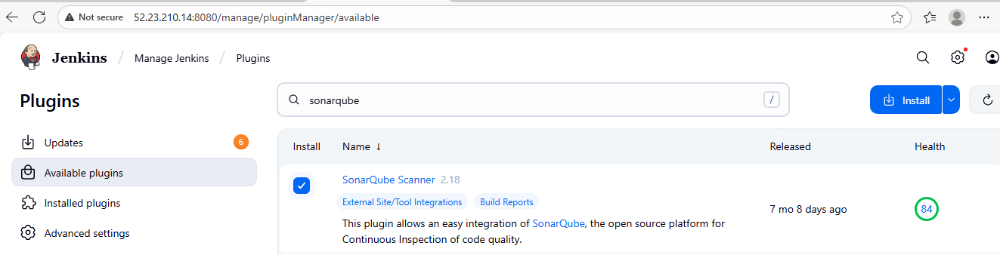 Not secure 52.23.210.14:8080/manage/pluginManager/available
Jenkins / Manage Jenkins / Plugins
Plugins
sonarqube /
Install
Updates 6
Available plugins
Installed plugins
Advanced settings
Install Name ↓ Released Health
SonarQube Scanner 2.18
External Site/Tool Integrations Build Reports
This plugin allows an easy integration of SonarQube, the open source platform for
Continuous Inspection of code quality.
7 mo 8 days ago
84